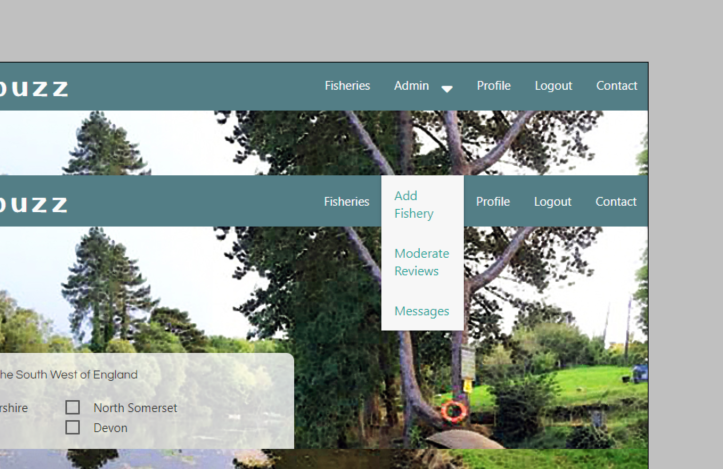 buzz
Fisheries Admin Profile Logout Contact
buzz
Fisheries Profile Logout Contact
Add
Fishery
Moderate
Reviews
Messages
he South West of England
rshire North Somerset
Devon